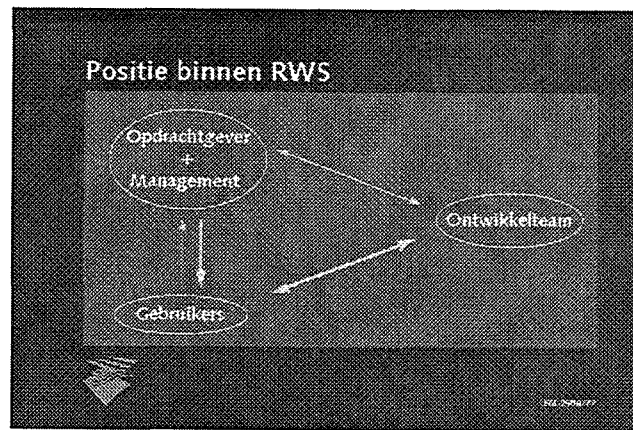 Positie binnen RWS
Opdrachtgever
+
Management
Ontwikkelteam
Gebruikers